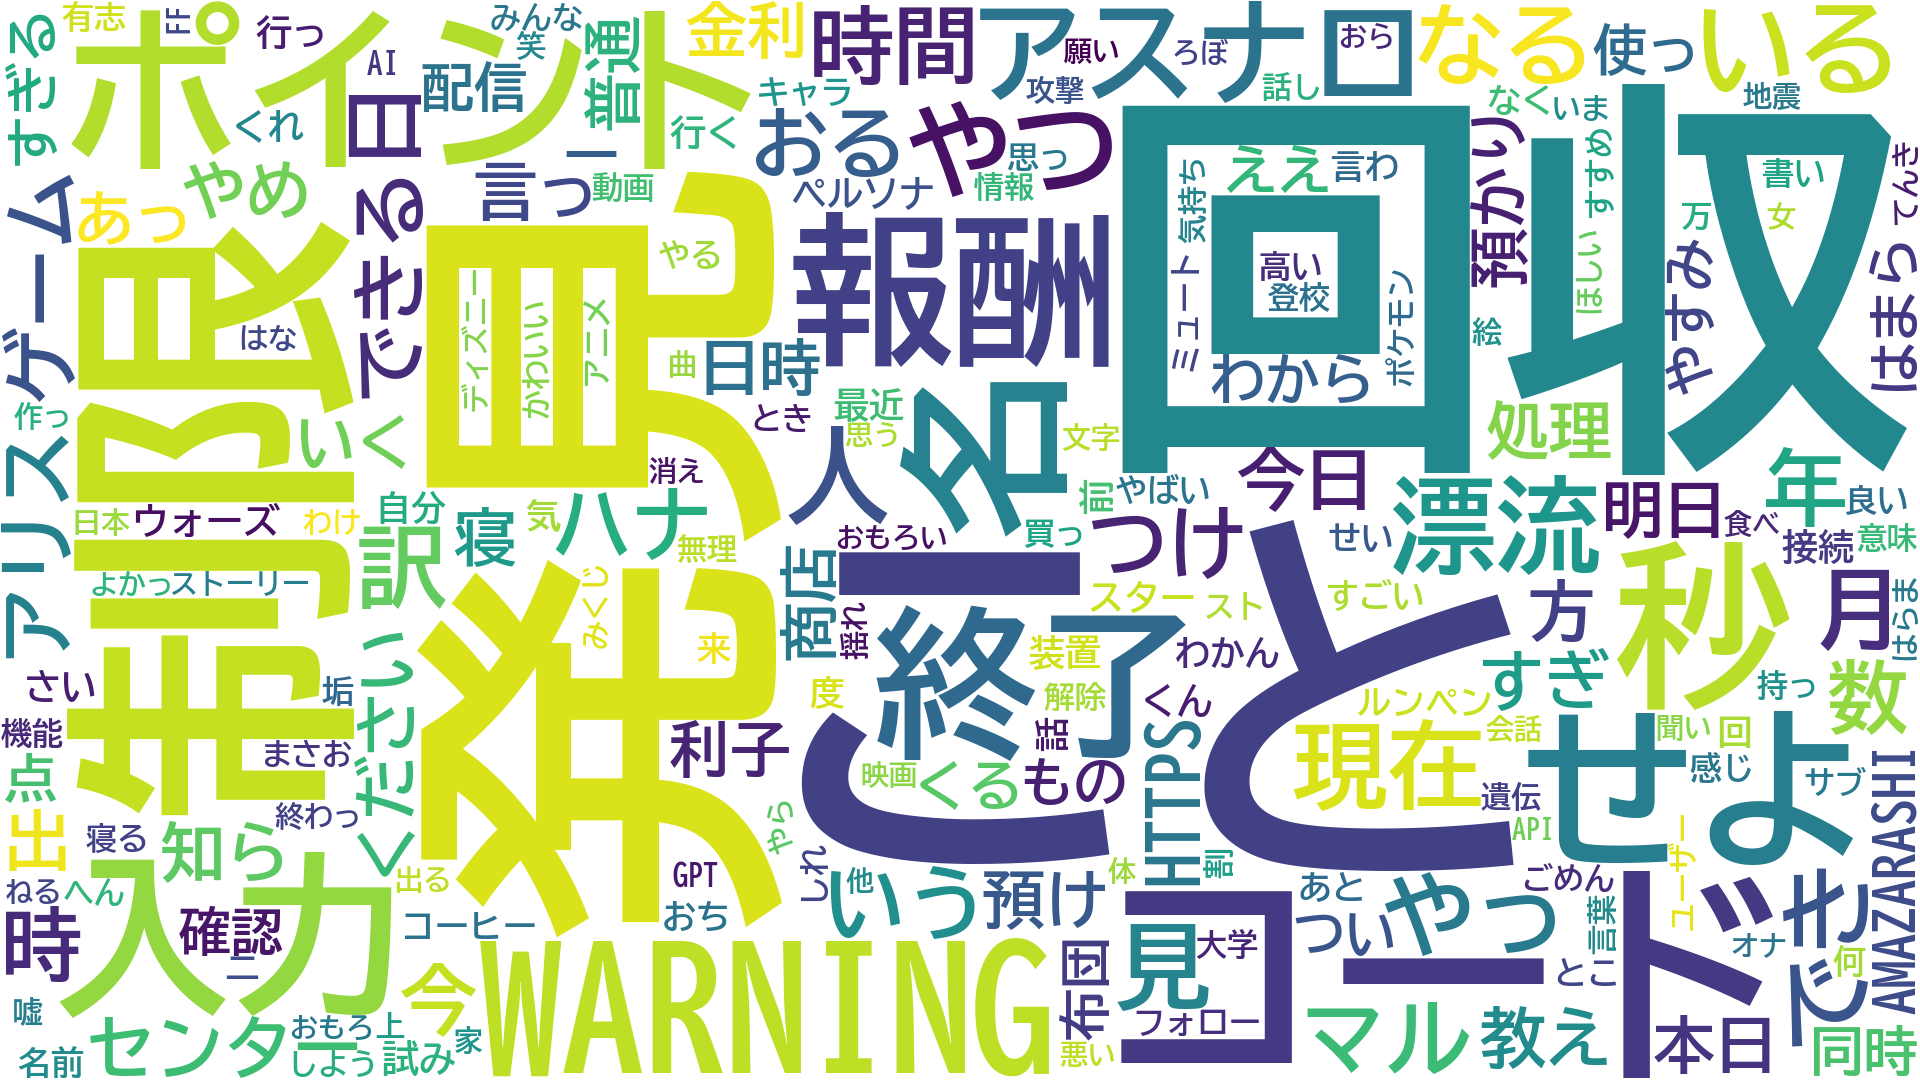 有志
FF
行っ
みんな
笑
普通
金利
時間
アスナロ
おら
なる
使っ
いる
すぎる
ポイント
AI
日
配信
願い
ろぼ
攻撃
話し
なく
いま
地震
くれ
キャラ
行く
おる
やつ
回収
預かり
すすめ
書い
てんき
やめ
言っ
一
動画
思っ
情報
ええ
言わ
気持ち
万
女
ゲーム
あっ
できる
ペルソナ
報酬
高い
登校
ミュート
ポケモン
ほしい
やすみ
はまら
制限
はな
発見
やる
ディズニー
かわいい
アニメ
曲
日時
わから
絵
作っ
いく
とき
最近
思う
人
名
文字
処理
アリス
日本
ウォーズ
わけ
自分
寝
気
ハナ
消え
無理
おもろい
前
やばい
買っ
つけ
今日
せい
漂流
明日
食べ
年
良い
接続
意味
よかっ
ストーリー
訳
みくじ
商店
揺れ
コード
終了
スター
スト
わかん
すごい
秒
方
月
はらま
さい
垢
ください
来
装置
こと
すぎ
持っ
数
機能
まさお
利子
度
解除
くん
ルンペン
会話
聞い
回
点
終わっ
映画
くる
もの
話
HTTPS
現在
せよ
感じ
サブ
出
寝る
知ら
入力
出る
GPT
やら
しれ
他
体
割
遺伝
API
ユーザー
AMAZARASHI
ねる
へん
時
確認
二
コーヒー
おち
いう
預け
あと
ついやっ
ごめん
言葉
でき
オナ
何
嘘
名前
センター
おもろ
上
しよう
試み
今
家
WARNING
布団
悪い
見
大学
フォロー
とこ
マル
教え
本日
同時